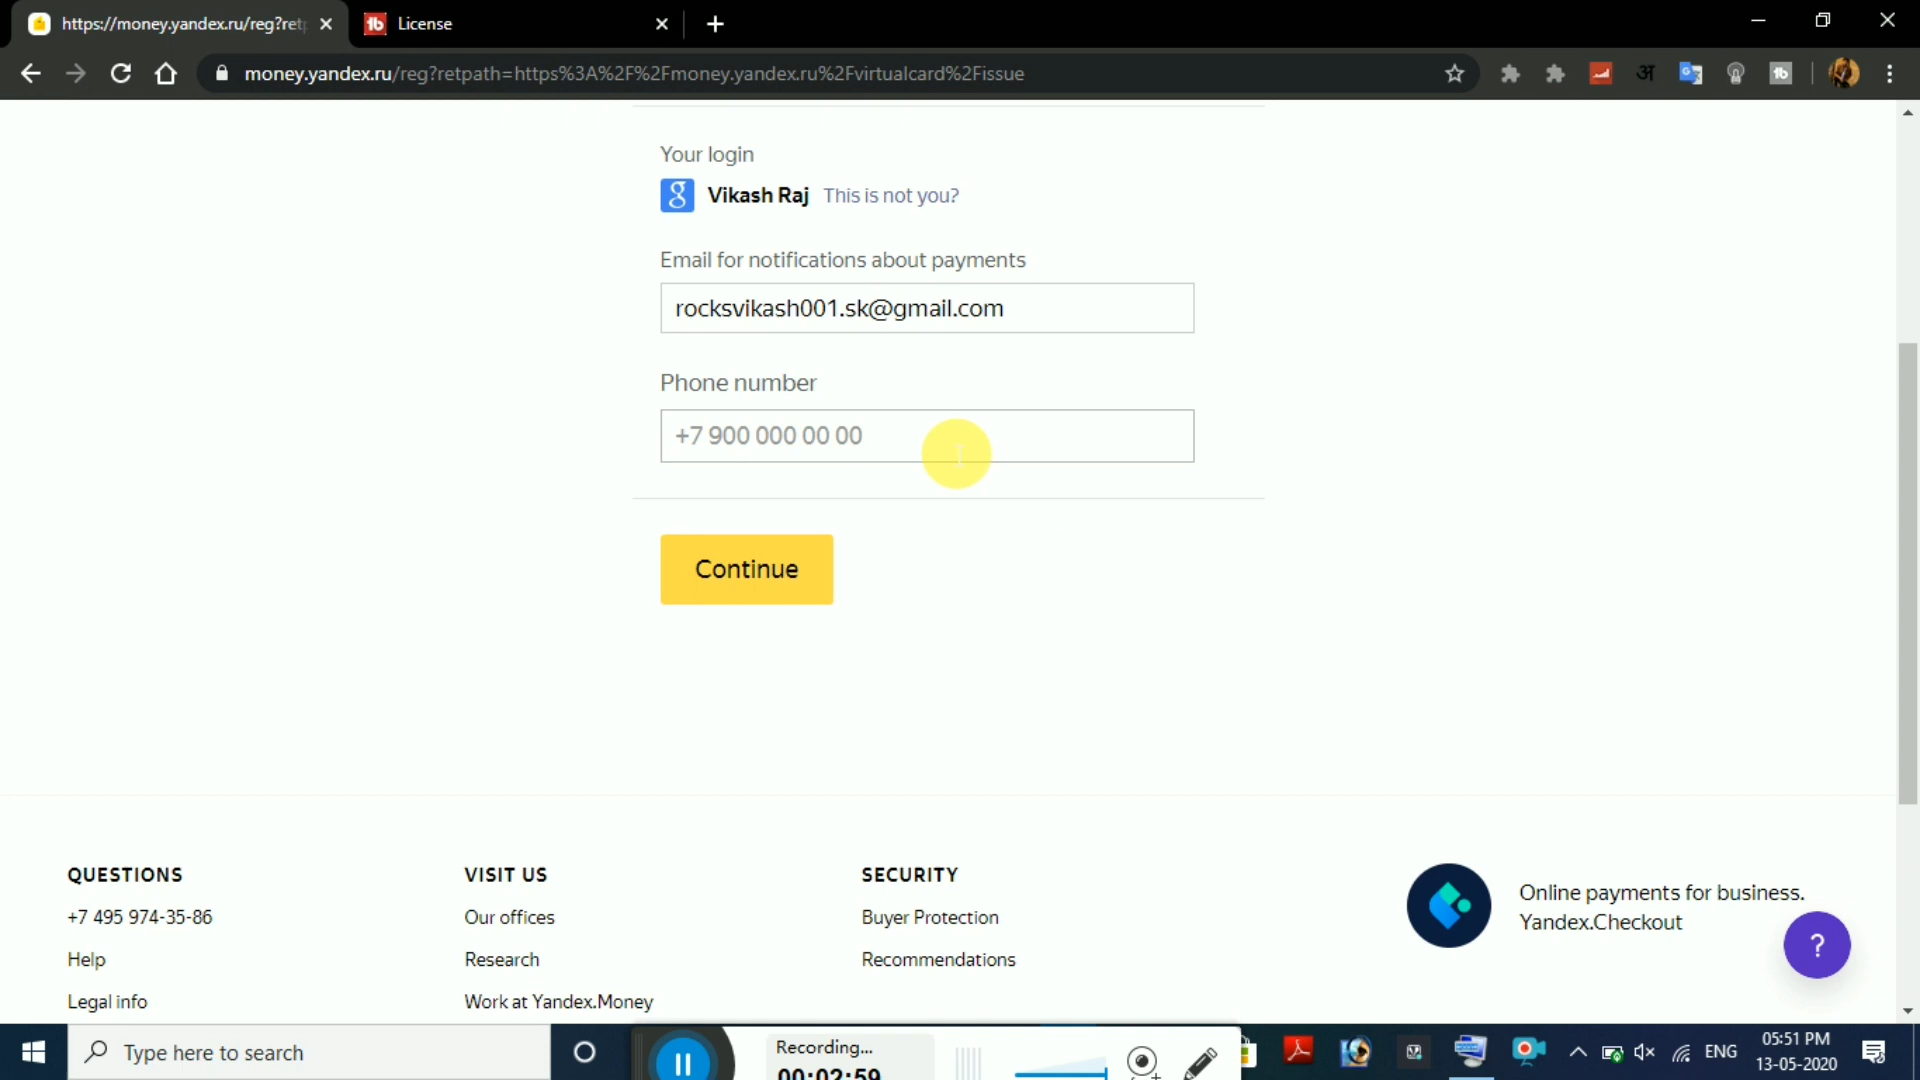 https://money.yandex.ru/reg?ret
License
money.yandex.ru/reg?retpath=https%3A%2F%2Fmoney.yandex.ru%2Fvirtualcard%2Fissue
Your login
Vikash Raj This is not you?
Email for notifications about payments
rocksvikash001.sk@gmail.com
Phone number
+7 900 000 00 00
Continue
QUESTIONS
+7 495 974-35-86
Help
Legal info
VISIT US
Our offices
Research
Work at Yandex.Money
SECURITY
Buyer Protection
Recommendations
Online payments for business.
Yandex.Checkout
?
Type here to search
Recording...
00:02:59
ENG
05:51 PM
13-05-2020